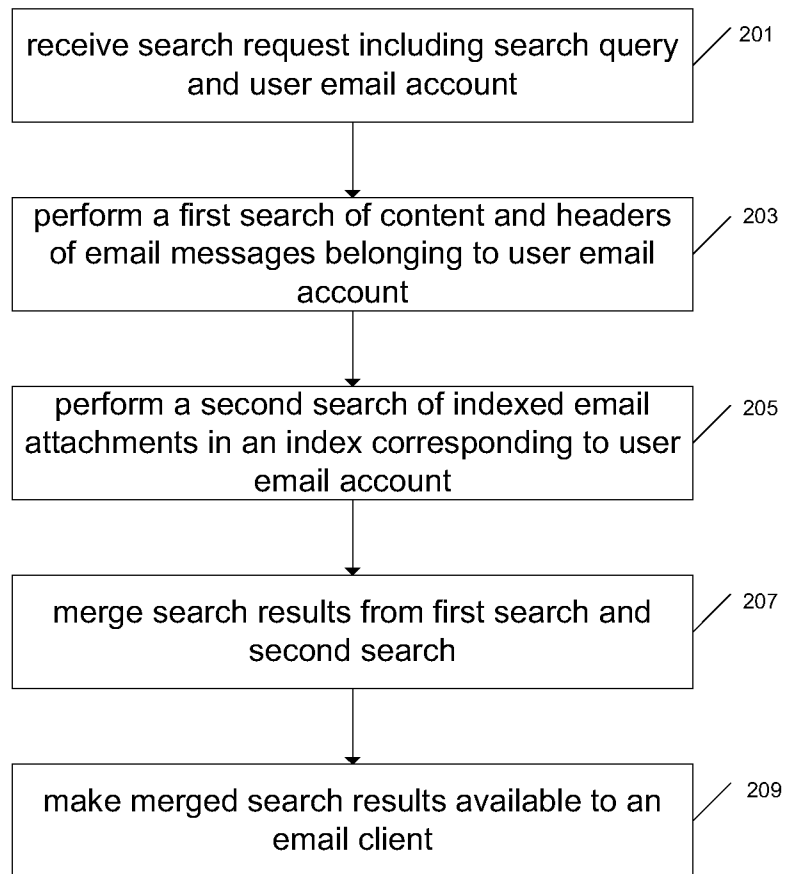 receive search request including search query
and user email account
201
perform a first search of content and headers
of email messages belonging to user email
account
203
perform a second search of indexed email
attachments in an index corresponding to user
email account
205
merge search results from first search and
second search
207
make merged search results available to an
email client
209